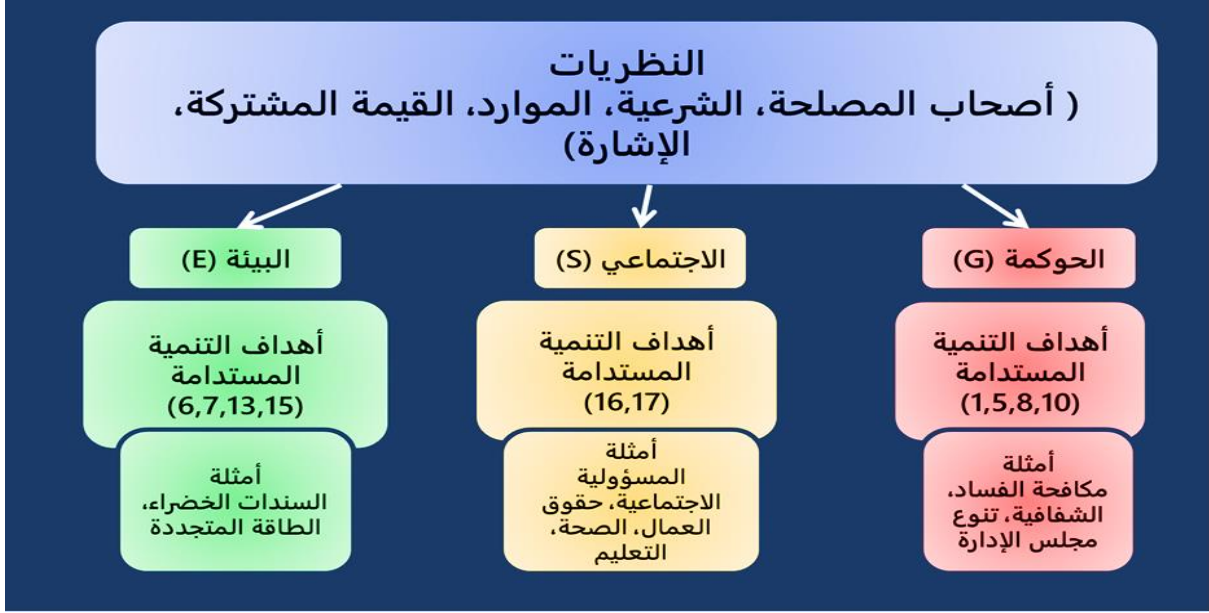 النظريات
( أصحاب المصلحة، الشرعية، الموارد، القيمة المشتركة،
الإشارة)
الحوكمة (G)
أهداف التنمية
المستدامة
(1,5,8,10)
أمثلة
مكافحة الفساد،
الشفافية، تنوع
مجلس الإدارة
الاجتماعي (S)
أهداف التنمية
المستدامة
(16,17)
أمثلة
المسؤولية
الاجتماعية، حقوق
العمال، الصحة،
التعليم
البيئة (E)
أهداف التنمية
المستدامة
(6,7,13,15)
أمثلة
السندات الخضراء،
الطاقة المتجددة